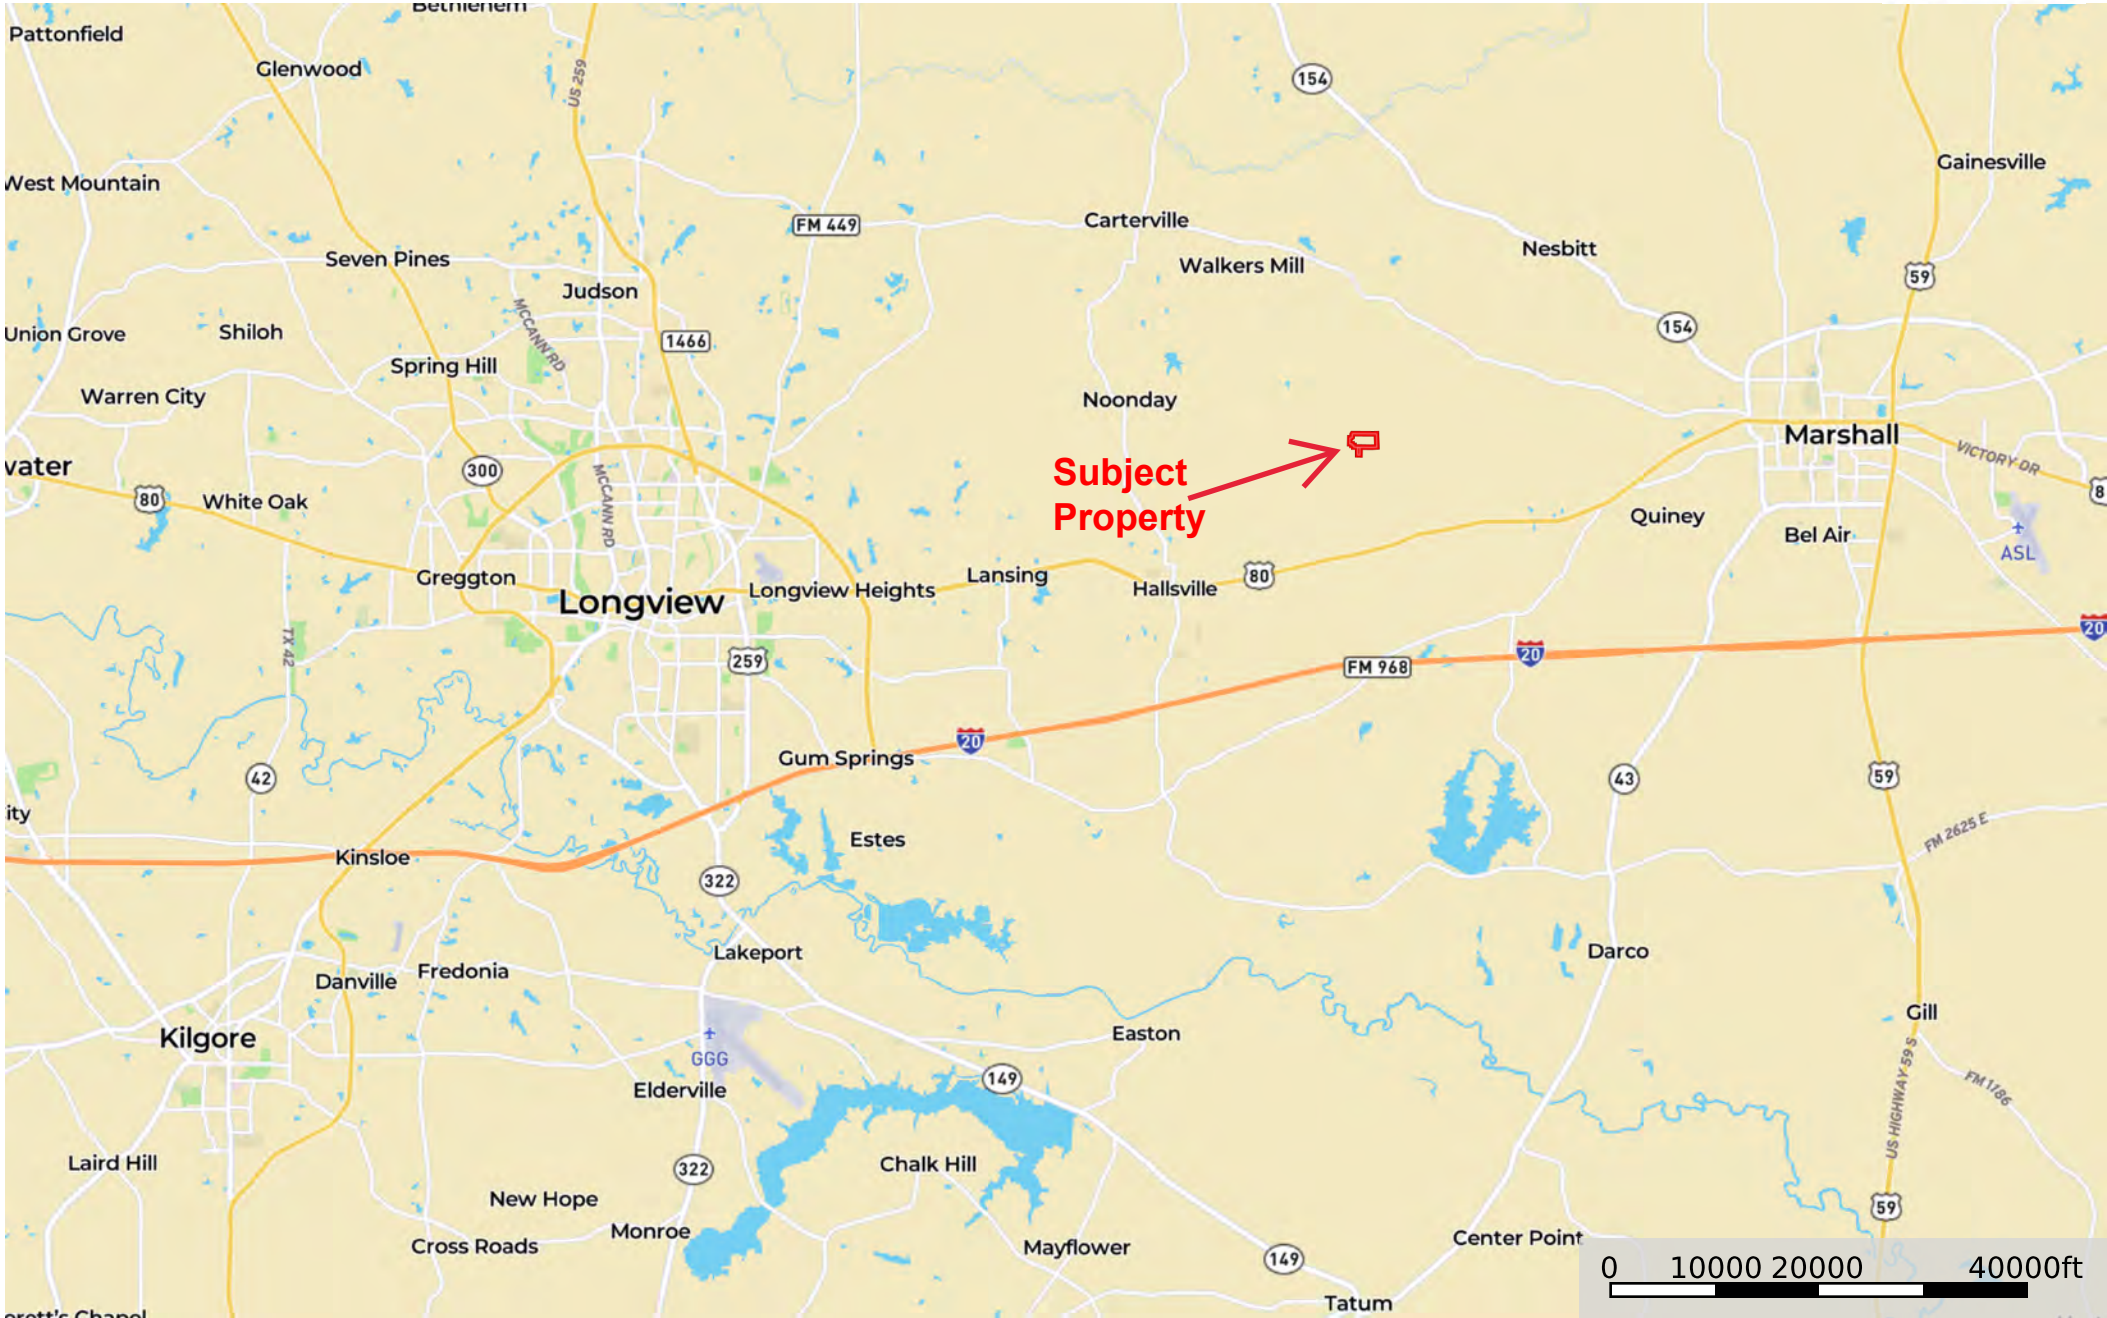 Bethlehem
Pattonfield
Glenwood
US 259
154
West Mountain
Gainesville
FM 449
Carterville
Nesbitt
Seven Pines
Walkers Mill
59
Judson
MCCANN RD
Union Grove
Shiloh
1466
154
Spring Hill
Warren City
Noonday
Marshall
Subject
Property
VICTORY DR
vater
300
80
White Oak
MCCANN RD
8
Quiney
Bel Air
ASL
Greggton
Longview
Longview Heights
Lansing
Hallsville
80
TX 42
259
FM 968
20
20
20
Gum Springs
42
43
59
ity
Estes
FM 2625 E
Kinsloe
322
Lakeport
Darco
Danville
Fredonia
Gill
Kilgore
GGG
Easton
Elderville
149
US HIGHWAY 59 S
FM 1786
Laird Hill
322
Chalk Hill
New Hope
Monroe
59
Cross Roads
Mayflower
Center Point
149
0 10000 20000 40000ft
Tatum
erett's Chapel